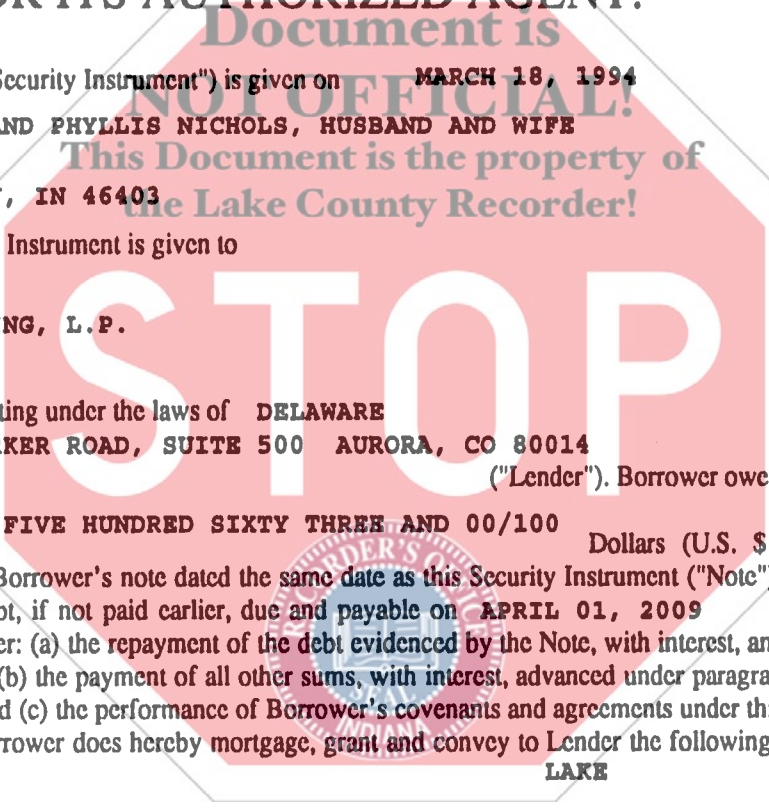 OR ITS AUTHORIZED AGENT.
Document is
Security Instrument") is given on MARCH 18, 1994
NOT OFFICIAL!
AND PHYLLIS NICHOLS, HUSBAND AND WIFE
This Document is the property of
, IN 46403
the Lake County Recorder!
Instrument is given to
STOP
NG, L.P.
ting under the laws of DELAWARE
KER ROAD, SUITE 500 AURORA, CO 80014
("Lender"). Borrower owe
FIVE HUNDRED SIXTY THREE AND 00/100
Dollars (U.S. $
Borrower's note dated the same date as this Security Instrument ("Note")
bt, if not paid earlier, due and payable on APRIL 01, 2009
er: (a) the repayment of the debt evidenced by the Note, with interest, an
(b) the payment of all other sums, with interest, advanced under paragra
d (c) the performance of Borrower's covenants and agreements under th
rrower does hereby mortgage, grant and convey to Lender the following
LAKE
RECORDER'S OFFICE
SEAL
INDIANA